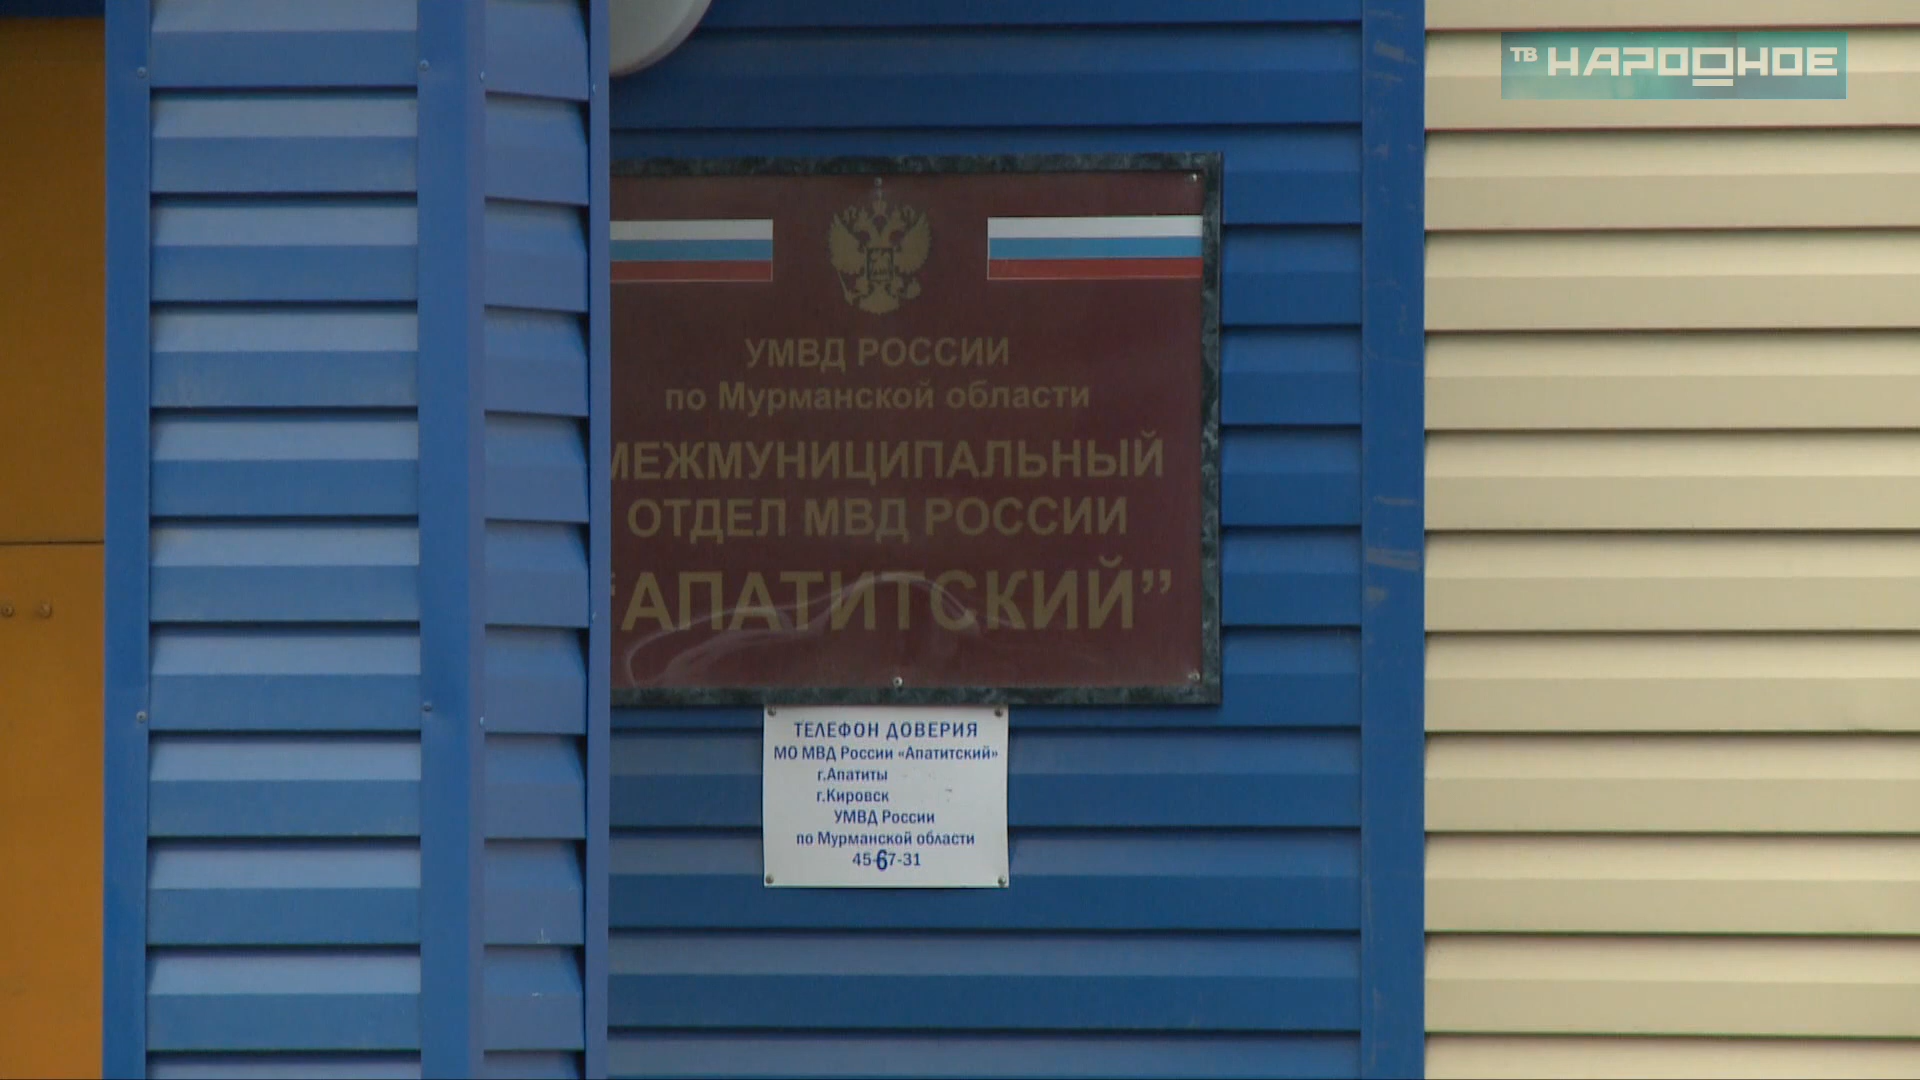 ТВ НАРОДНОЕ
УМВД РОССИИ
по Мурманской области
МЕЖМУНИЦИПАЛЬНЫЙ
ОТДЕЛ МВД РОССИИ
“АПАТИТСКИЙ”
ТЕЛЕФОН ДОВЕРИЯ
МО МВД России «Апатитский»
г.Апатиты
г.Кировск
УМВД России
по Мурманской области
45-67-31